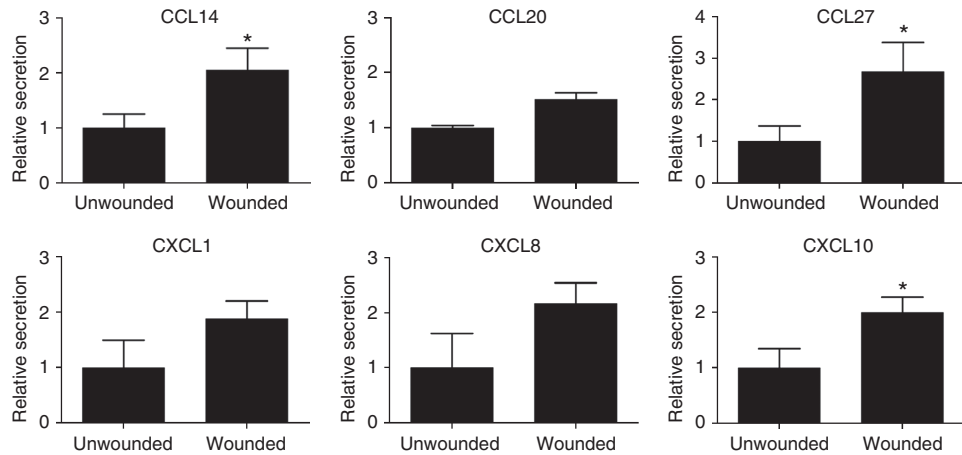 CCL14
Relative secretion
3
2
1
0
*
Unwounded Wounded
CCL20
Relative secretion
3
2
1
0
Unwounded Wounded
CCL27
Relative secretion
4
3
2
1
0
*
Unwounded Wounded
CXCL1
Relative secretion
3
2
1
0
Unwounded Wounded
CXCL8
Relative secretion
3
2
1
0
Unwounded Wounded
CXCL10
Relative secretion
3
2
1
0
*
Unwounded Wounded